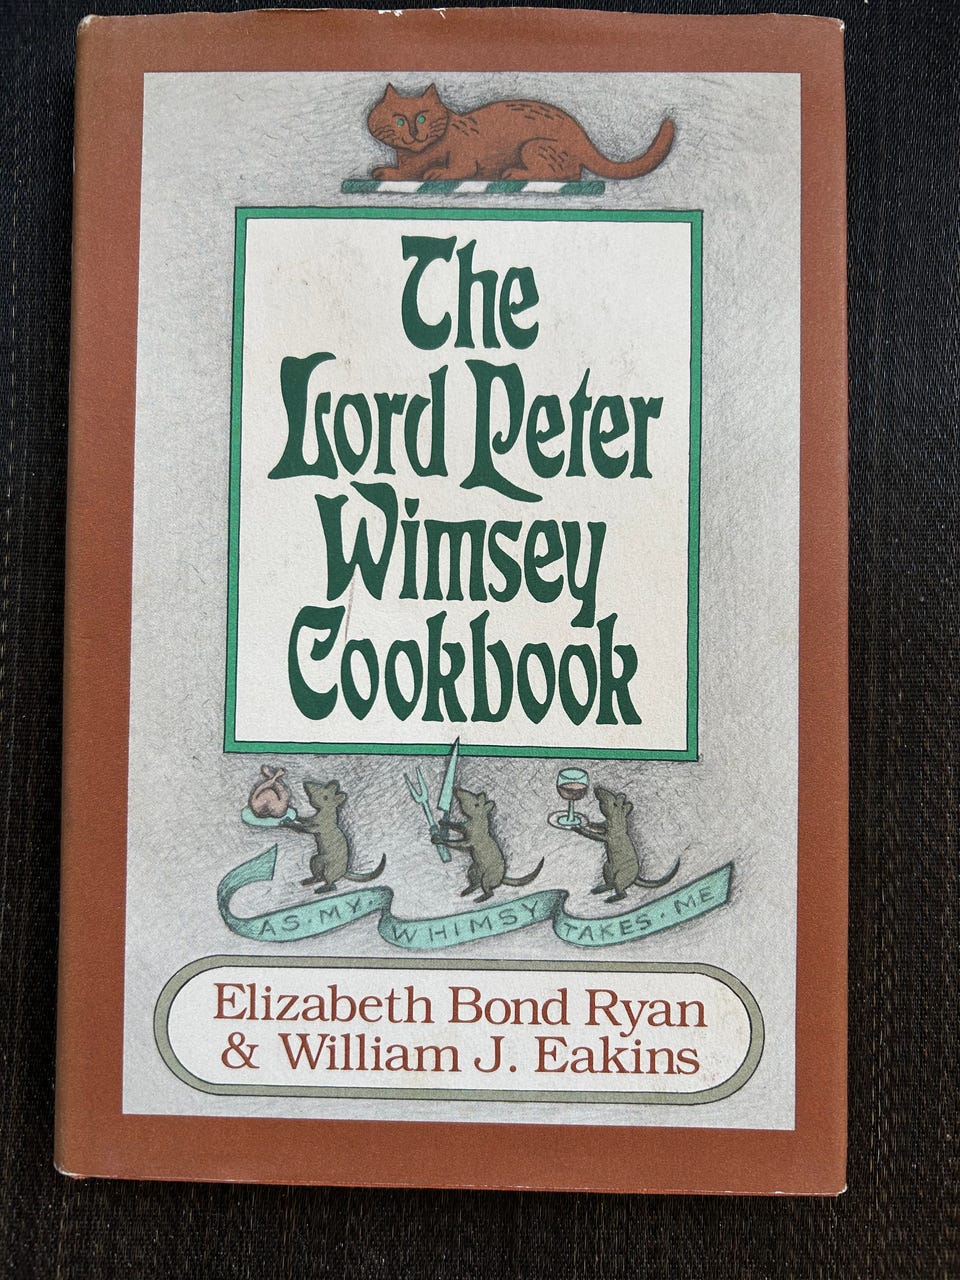 The
Lord Peter
Wimsey
Cookbook
AS·MY· WHIMSY TAKES·ME
Elizabeth Bond Ryan
& William J. Eakins